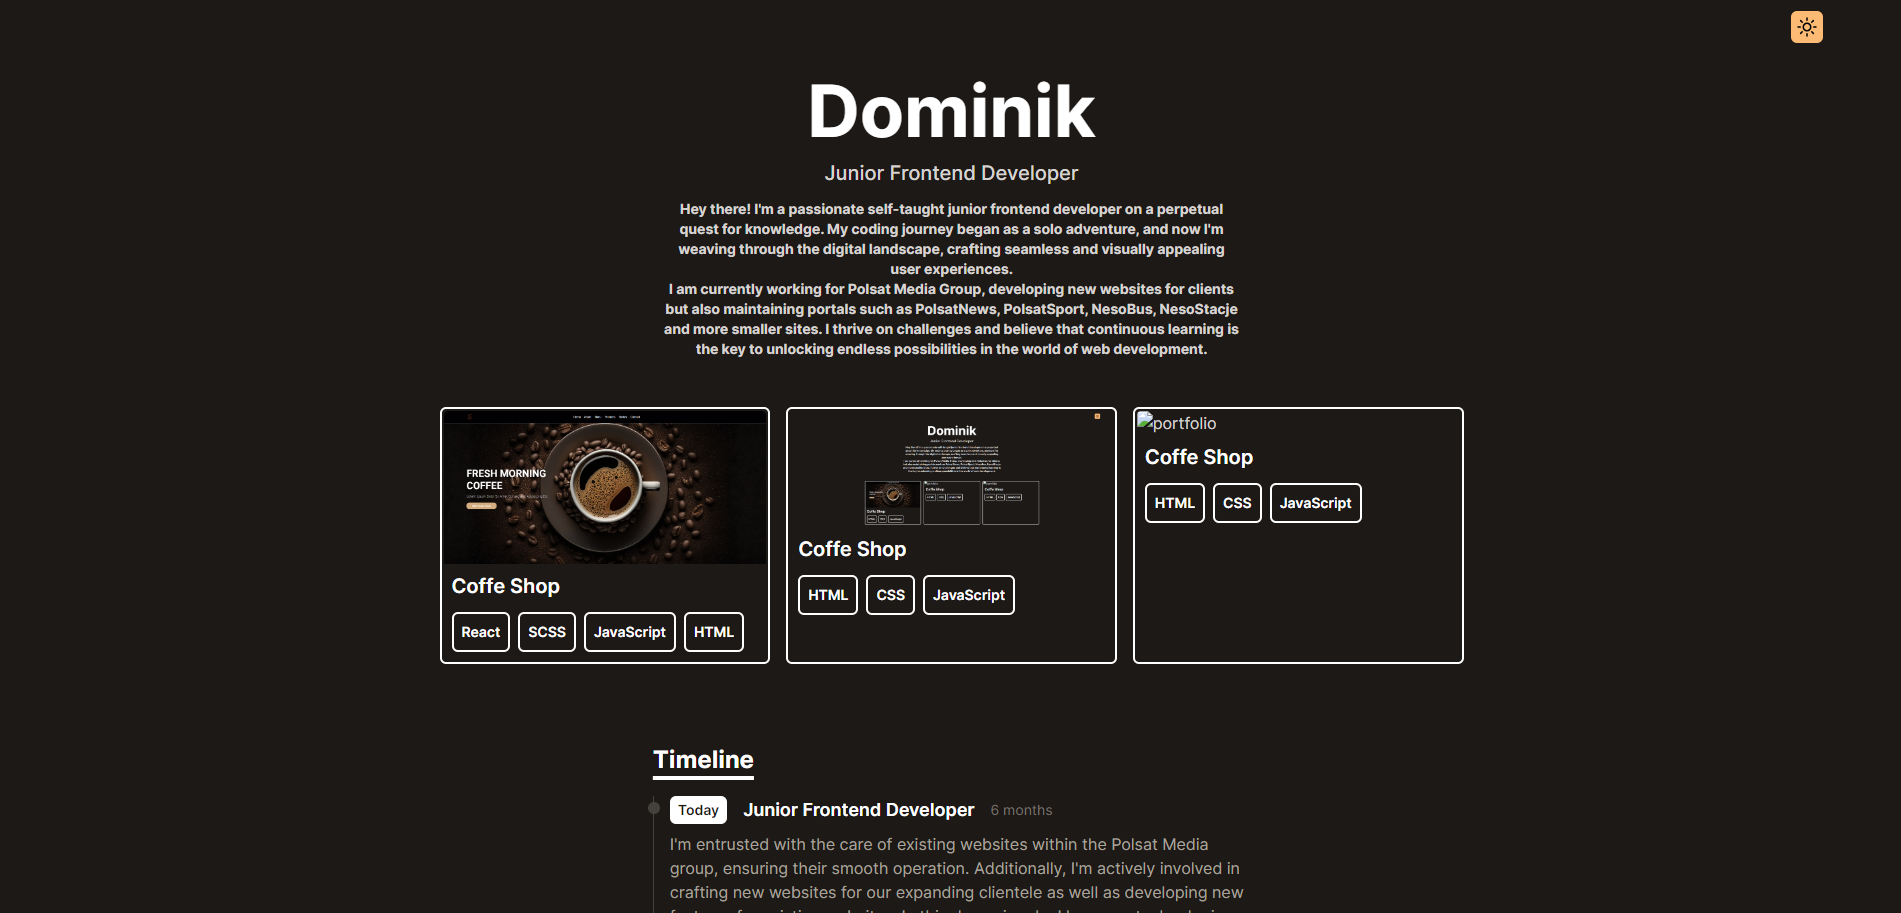 Dominik
Junior Frontend Developer
Hey there! I'm a passionate self-taught junior frontend developer on a perpetual
quest for knowledge. My coding journey began as a solo adventure, and now I'm
weaving through the digital landscape, crafting seamless and visually appealing
user experiences.
I am currently working for Polsat Media Group, developing new websites for clients
but also maintaining portals such as PolsatNews, PolsatSport, NesoBus, NesoStacje
and more smaller sites. I thrive on challenges and believe that continuous learning is
the key to unlocking endless possibilities in the world of web development.
FRESH MORNING
COFFEE
Coffe Shop
React SCSS JavaScript HTML
Dominik
Junior Frontend Developer
Coffe Shop
HTML CSS JavaScript
portfolio
Coffe Shop
HTML CSS JavaScript
Timeline
Today Junior Frontend Developer 6 months
I'm entrusted with the care of existing websites within the Polsat Media
group, ensuring their smooth operation. Additionally, I'm actively involved in
crafting new websites for our expanding clientele as well as developing new